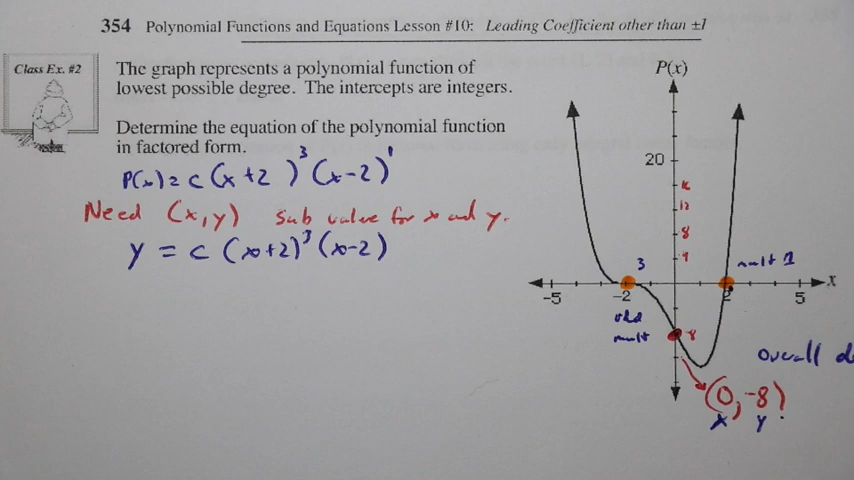 354 Polynomial Functions and Equations Lesson #10: Leading Coefficient other than ±1
Class Ex. #2
The graph represents a polynomial function of
lowest possible degree. The intercepts are integers.
Determine the equation of the polynomial function
in factored form.
P(x) = c (x+2)³ (x-2)¹
Need (x,y) sub value for x and y.
y = c (x+2)³ (x-2)
P(x)
20
12
8
3
mult 1
-5
-2
2
5
x
odd
mult
-8
overall d
(0, -8)
x y